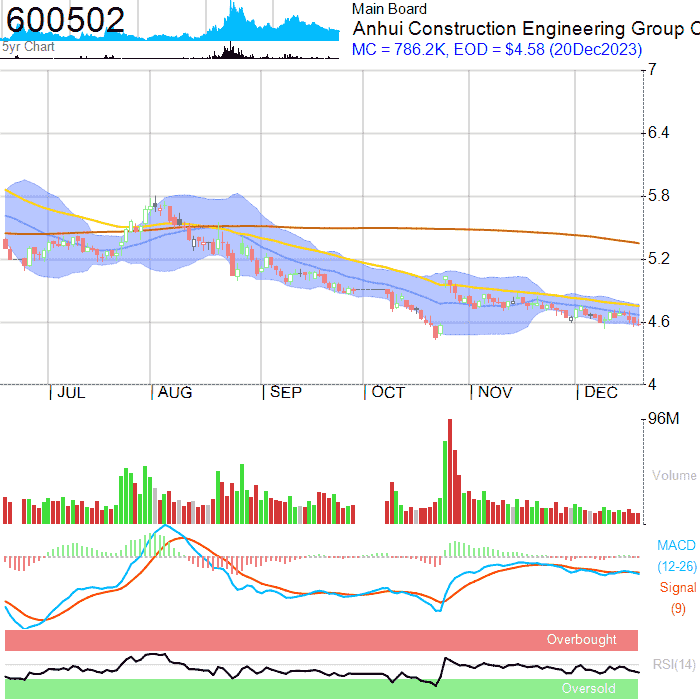 600502
5yr Chart
Main Board
Anhui Construction Engineering Group C
MC = 786.2K, EOD = $4.58 (20Dec2023)
7
6.4
5.8
5.2
4.6
4
JUL AUG SEP OCT NOV DEC
96M
Volume
MACD
(12-26)
Signal
(9)
Overbought
RSI(14)
Oversold